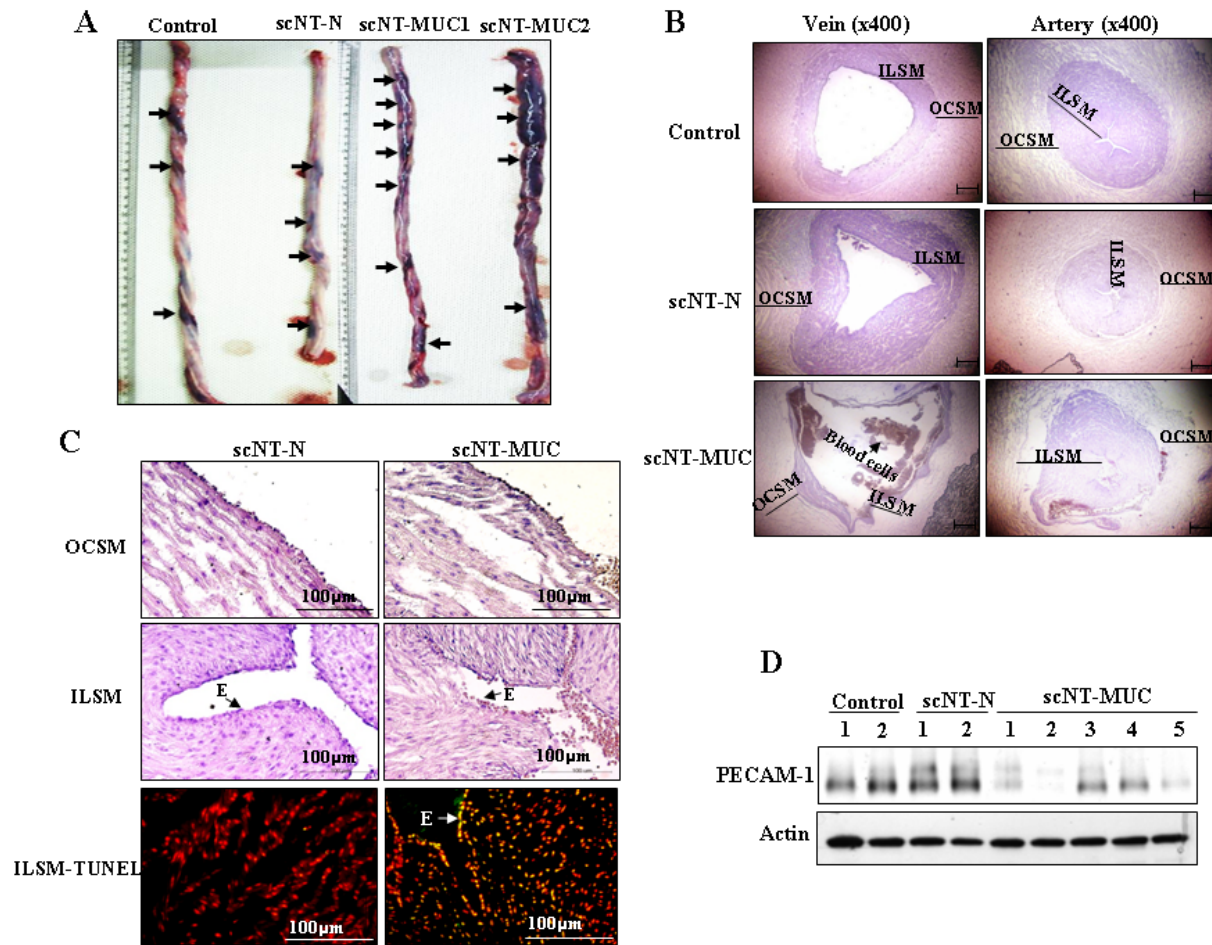 A
Control
scNT-N
scNT-MUC1
scNT-MUC2
B
Vein (x400)
Artery (x400)
Control
ILSM
OCSM
ILSM
OCSM
scNT-N
ILSM
OCSM
ILSM
OCSM
scNT-MUC
Blood cells
OCSM
ILSM
ILSM
OCSM
C
scNT-N
scNT-MUC
OCSM
100µm
100µm
ILSM
E
100µm
E
100µm
ILSM-TUNEL
100µm
E
100µm
D
Control
scNT-N
scNT-MUC
1 2 1 2 1 2 3 4 5
PECAM-1
Actin